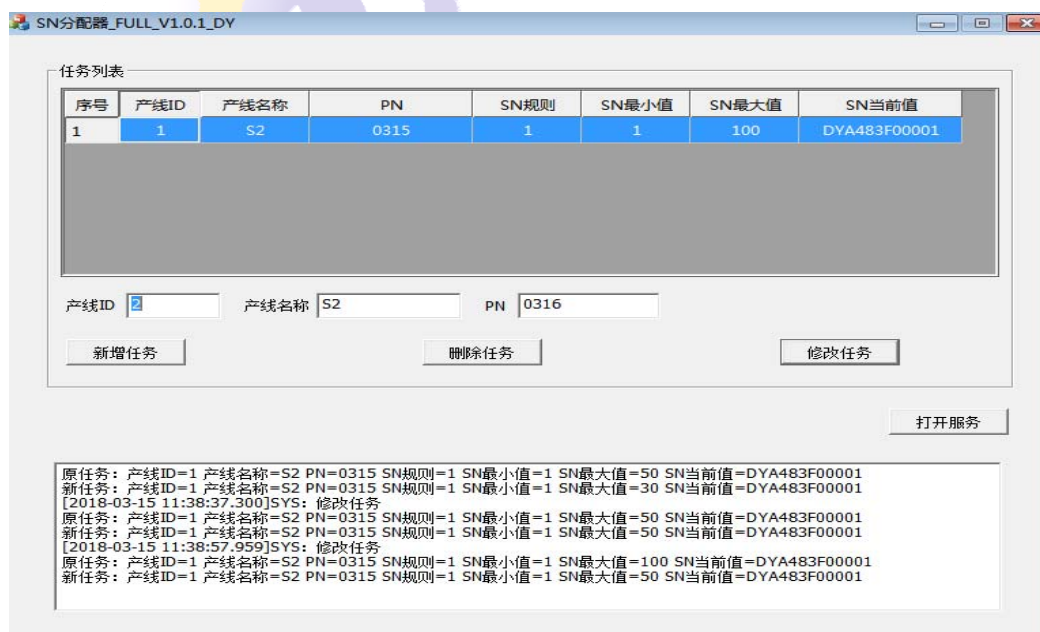 SN分配器_FULL_V1.0.1_DY
任务列表
序号 产线ID 产线名称 PN SN规则 SN最小值 SN最大值 SN当前值
1 1 S2 0315 1 1 100 DYA483F00001
产线ID 2 产线名称 S2 PN 0316
新增任务 删除任务 修改任务
打开服务
原任务：产线ID=1 产线名称=S2 PN=0315 SN规则=1 SN最小值=1 SN最大值=50 SN当前值=DYA483F00001
新任务：产线ID=1 产线名称=S2 PN=0315 SN规则=1 SN最小值=1 SN最大值=30 SN当前值=DYA483F00001
[2018-03-15 11:38:37.300]SYS：修改任务
原任务：产线ID=1 产线名称=S2 PN=0315 SN规则=1 SN最小值=1 SN最大值=50 SN当前值=DYA483F00001
新任务：产线ID=1 产线名称=S2 PN=0315 SN规则=1 SN最小值=1 SN最大值=50 SN当前值=DYA483F00001
[2018-03-15 11:38:57.959]SYS：修改任务
原任务：产线ID=1 产线名称=S2 PN=0315 SN规则=1 SN最小值=1 SN最大值=100 SN当前值=DYA483F00001
新任务：产线ID=1 产线名称=S2 PN=0315 SN规则=1 SN最小值=1 SN最大值=50 SN当前值=DYA483F00001